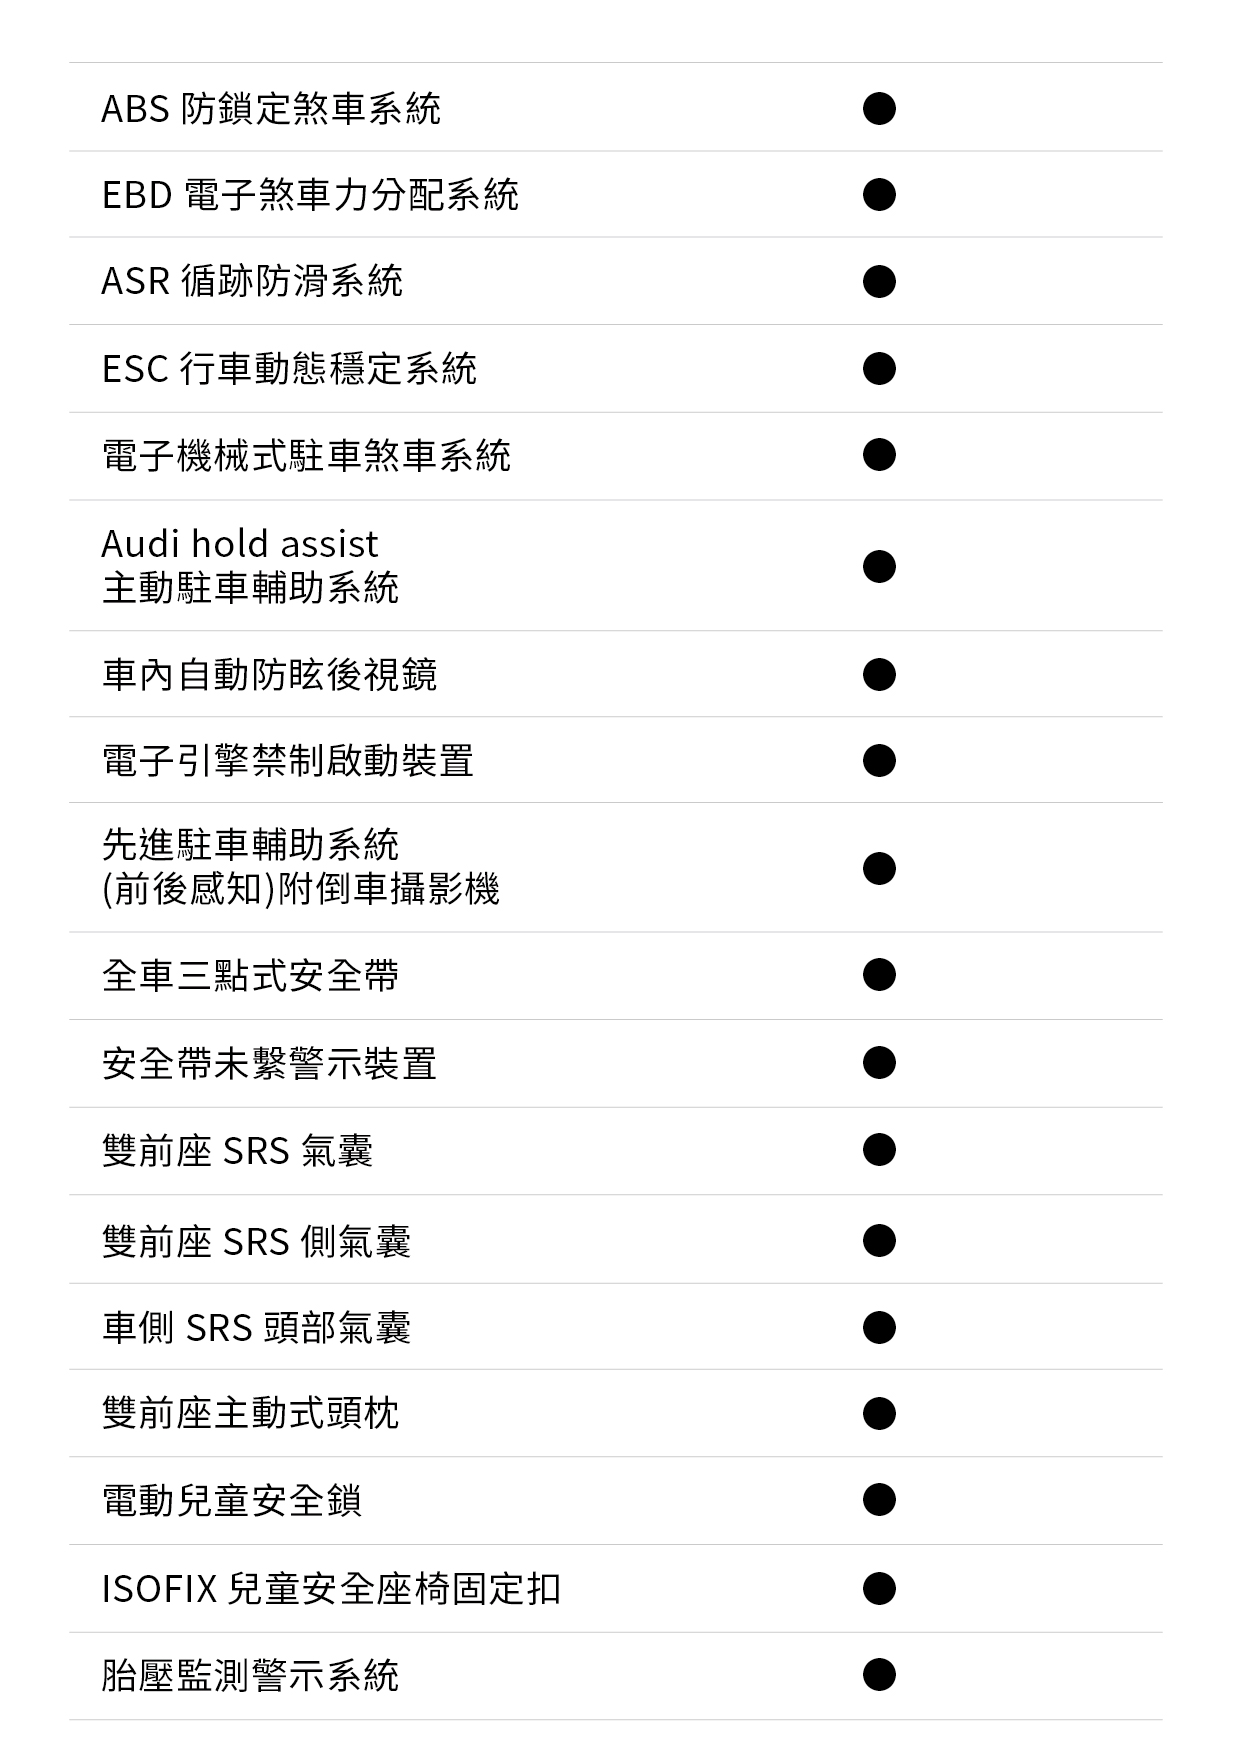 ABS 防鎖定煞車系統
●
EBD 電子煞車力分配系統
●
ASR 循跡防滑系統
●
ESC 行車動態穩定系統
●
電子機械式駐車煞車系統
●
Audi hold assist
主動駐車輔助系統
●
車內自動防眩後視鏡
●
電子引擎禁制啟動裝置
●
先進駐車輔助系統
(前後感知)附倒車攝影機
●
全車三點式安全帶
●
安全帶未繫警示裝置
●
雙前座 SRS 氣囊
●
雙前座 SRS 側氣囊
●
車側 SRS 頭部氣囊
●
雙前座主動式頭枕
●
電動兒童安全鎖
●
ISOFIX 兒童安全座椅固定扣
●
胎壓監測警示系統
●